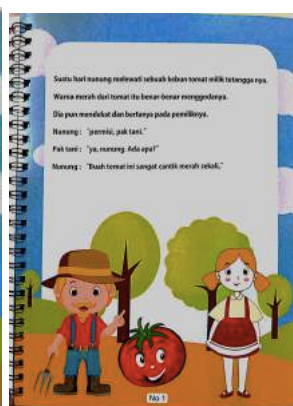 Suatu hari nunung melewati sebuah kebun tomat milik tetangga nya.
Warna merah dari tomat itu benar-benar menggodanya.
Dia pun mendekat dan bertanya pada pemiliknya.
Nunung : "permisi, pak tani."
Pak tani : "ya, nunung. Ada apa?"
Nunung : "Buah tomat ini sangat cantik merah sekali."
No 1